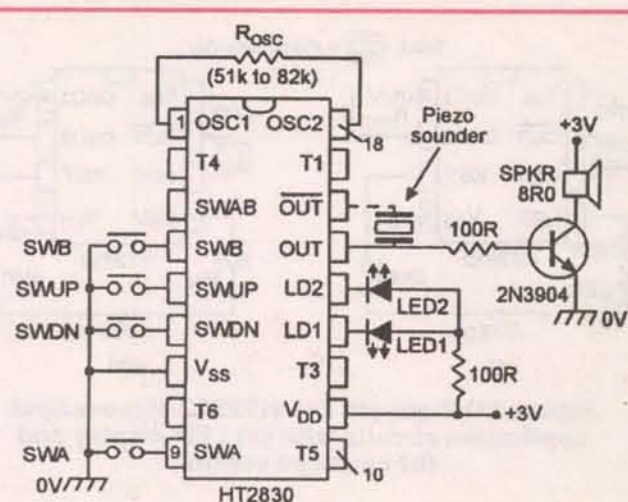 ROSC
(51k to 82k)
1 OSC1 OSC2 18
Piezo
sounder
+3V
SPKR
8R0
T4 T1
SWAB OUT
SWB SWB OUT
100R
2N3904
0V
SWUP SWUP LD2
LED2
SWDN SWDN LD1
LED1
VSS T3
100R
T6 VDD
+3V
SWA 9 SWA T5 10
0V
HT2830